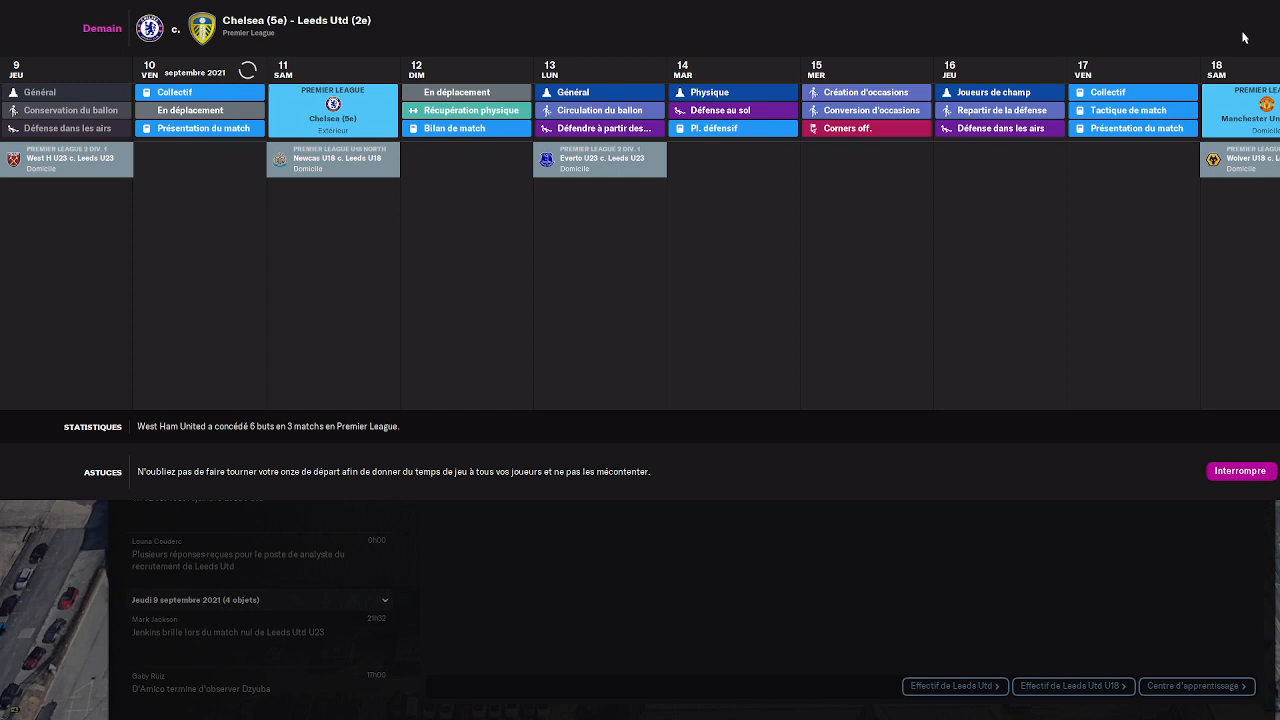 Demain
c.
Chelsea (5e) - Leeds Utd (2e)
Premier League
9
JEU
10
VEN septembre 2021
11
SAM
12
DIM
13
LUN
14
MAR
15
MER
16
JEU
17
VEN
18
SAM
Général
Conservation du ballon
Défense dans les airs
Collectif
En déplacement
Présentation du match
PREMIER LEAGUE
Chelsea (5e)
Extérieur
En déplacement
Récupération physique
Bilan de match
Général
Circulation du ballon
Défendre à partir des...
Physique
Défense au sol
Pl. défensif
Création d'occasions
Conversion d'occasions
Corners off.
Joueurs de champ
Repartir de la défense
Défense dans les airs
Collectif
Tactique de match
Présentation du match
PREMIER LEA
Manchester Un
Domicile
PREMIER LEAGUE 2 DIV. 1
West H U23 c. Leeds U23
Domicile
PREMIER LEAGUE U18 NORTH
Newcas U18 c. Leeds U18
Domicile
PREMIER LEAGUE 2 DIV. 1
Everto U23 c. Leeds U23
Domicile
PREMIER LEAGUE
Wolver U18 c. L
Domicile
STATISTIQUES
West Ham United a concédé 6 buts en 3 matchs en Premier League.
ASTUCES
N'oubliez pas de faire tourner votre onze de départ afin de donner du temps de jeu à tous vos joueurs et ne pas les mécontenter.
Interrompre
Louna Couderc
0h00
Plusieurs réponses reçues pour le poste de analyste du
recrutement de Leeds Utd
Jeudi 9 septembre 2021 (4 objets)
Mark Jackson
21h32
Jenkins brille lors du match nul de Leeds Utd U23
Gaby Ruiz
17h00
D'Amico termine d'observer Dzyuba
Effectif de Leeds Utd
Effectif de Leeds Utd U18
Centre d'apprentissage